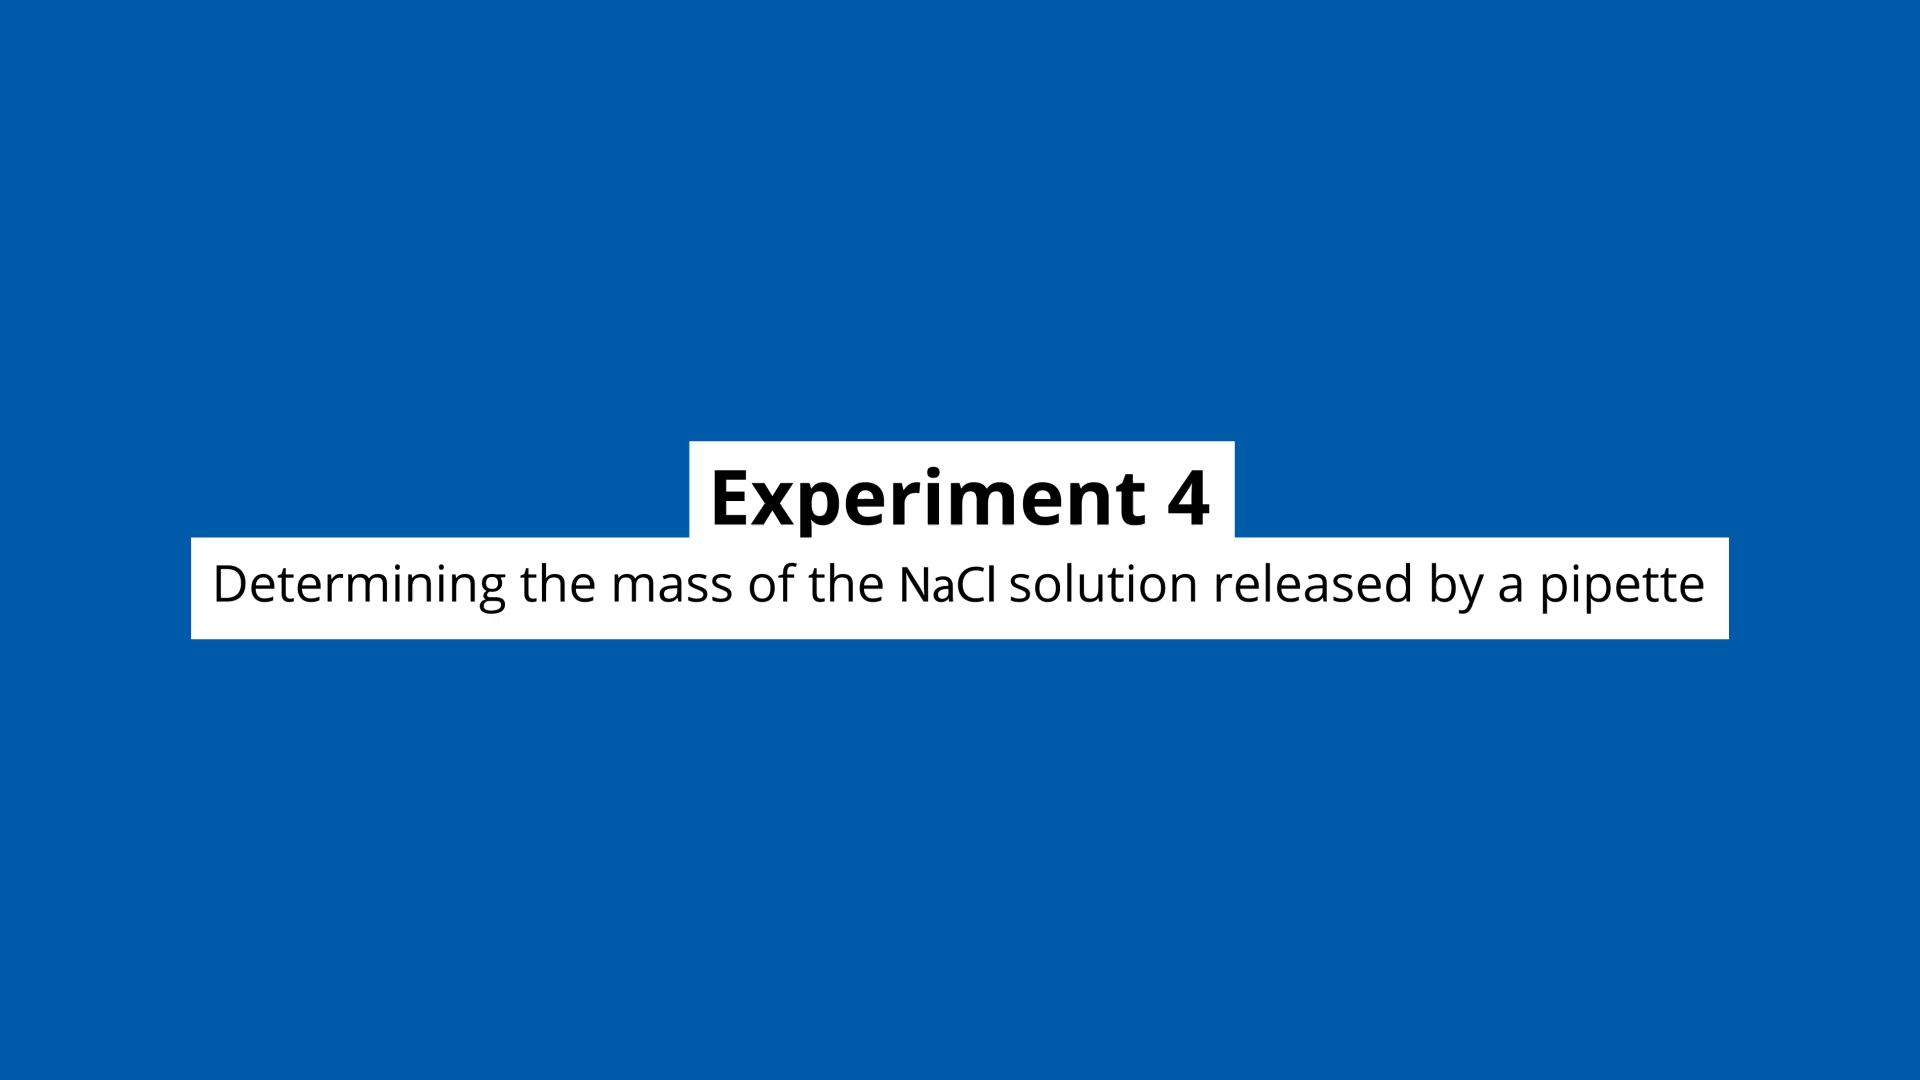 Experiment 4
Determining the mass of the NaCl solution released by a pipette